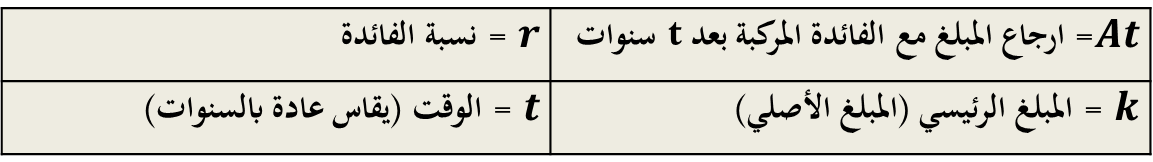 At= ارجاع المبلغ مع الفائدة المركبة بعد t سنوات
r = نسبة الفائدة
k = المبلغ الرئيسي (المبلغ الأصلي)
t = الوقت (يقاس عادة بالسنوات)